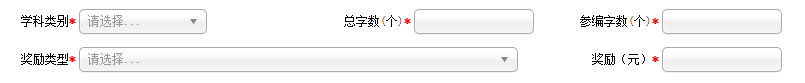 学科类别* 请选择... 总字数(个)* 参编字数(个)*
奖励类型* 请选择... 奖励（元）*